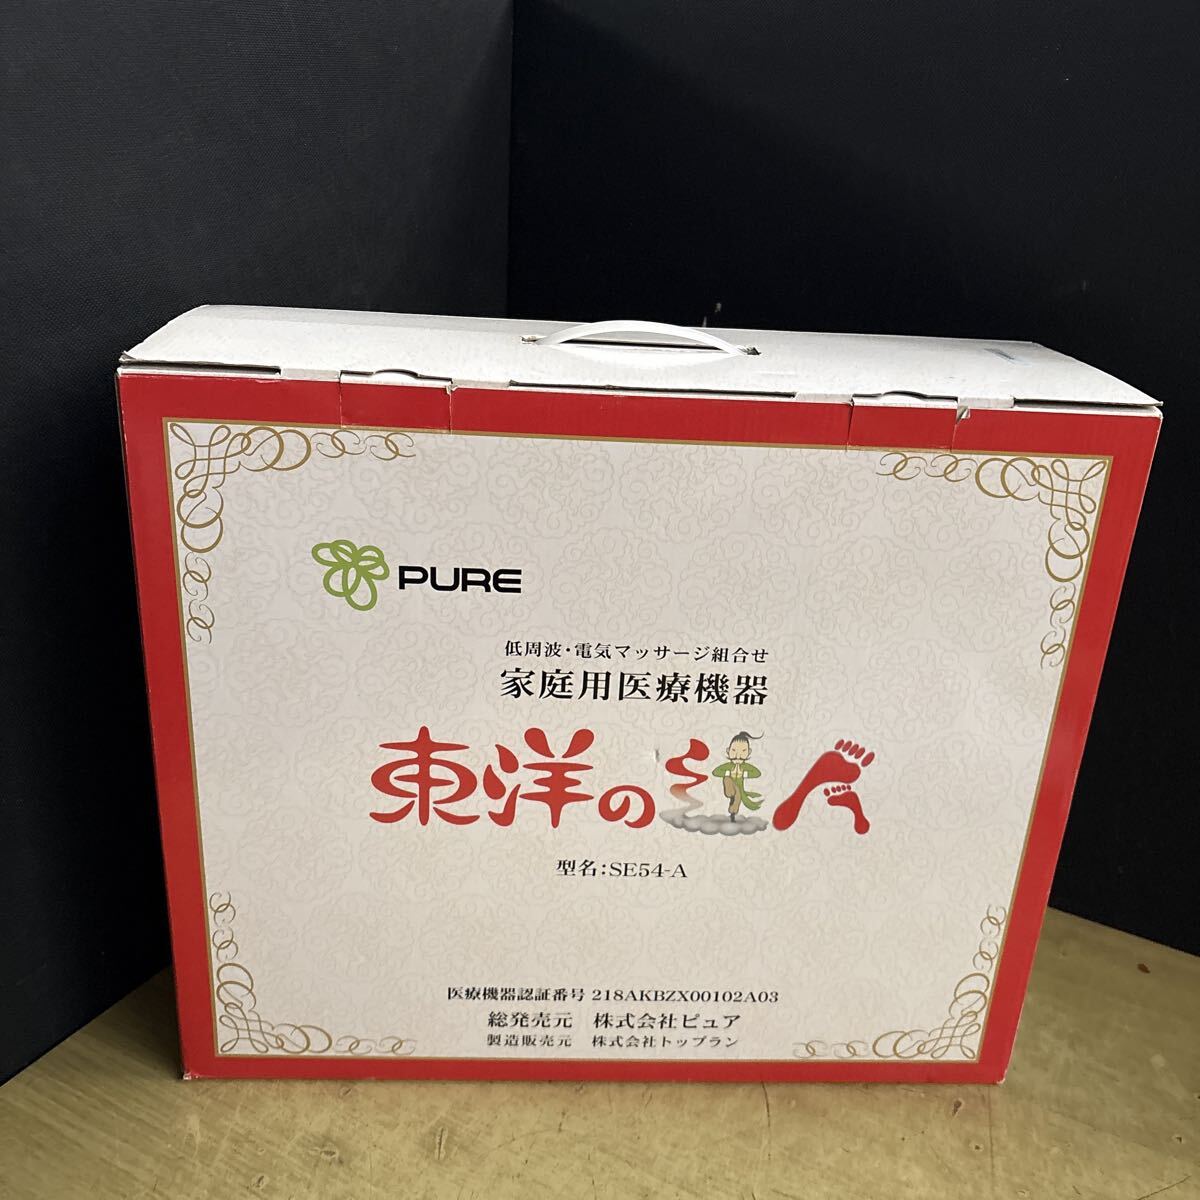 PURE
低周波・電気マッサージ組合せ
家庭用医療機器
東洋の達人
型名:SE54-A
医療機器認証番号 218AKBZX00102A03
総発売元 株式会社ピュア
製造販売元 株式会社トップラン